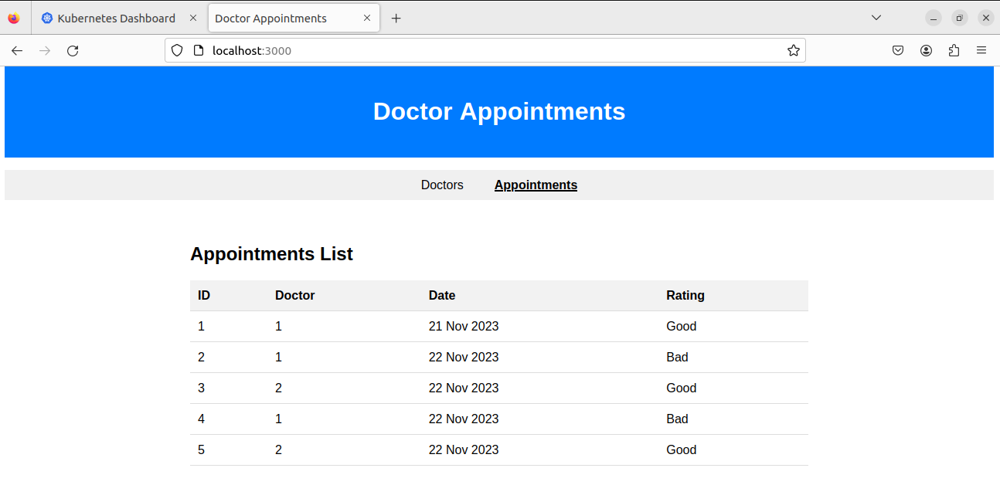 Kubernetes Dashboard Doctor Appointments
localhost:3000
Doctor Appointments
Doctors Appointments
Appointments List
ID Doctor Date Rating
1 1 21 Nov 2023 Good
2 1 22 Nov 2023 Bad
3 2 22 Nov 2023 Good
4 1 22 Nov 2023 Bad
5 2 22 Nov 2023 Good